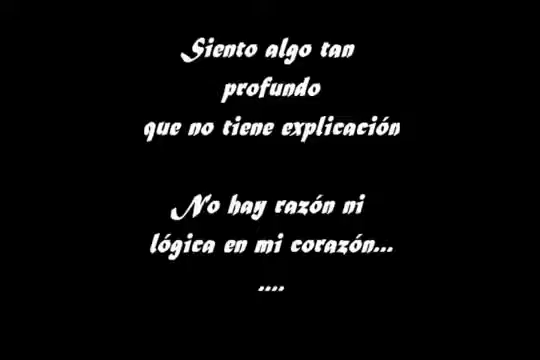 Siento algo tan
profundo
que no tiene explicación
No hay razón ni
lógica en mi corazón...
....